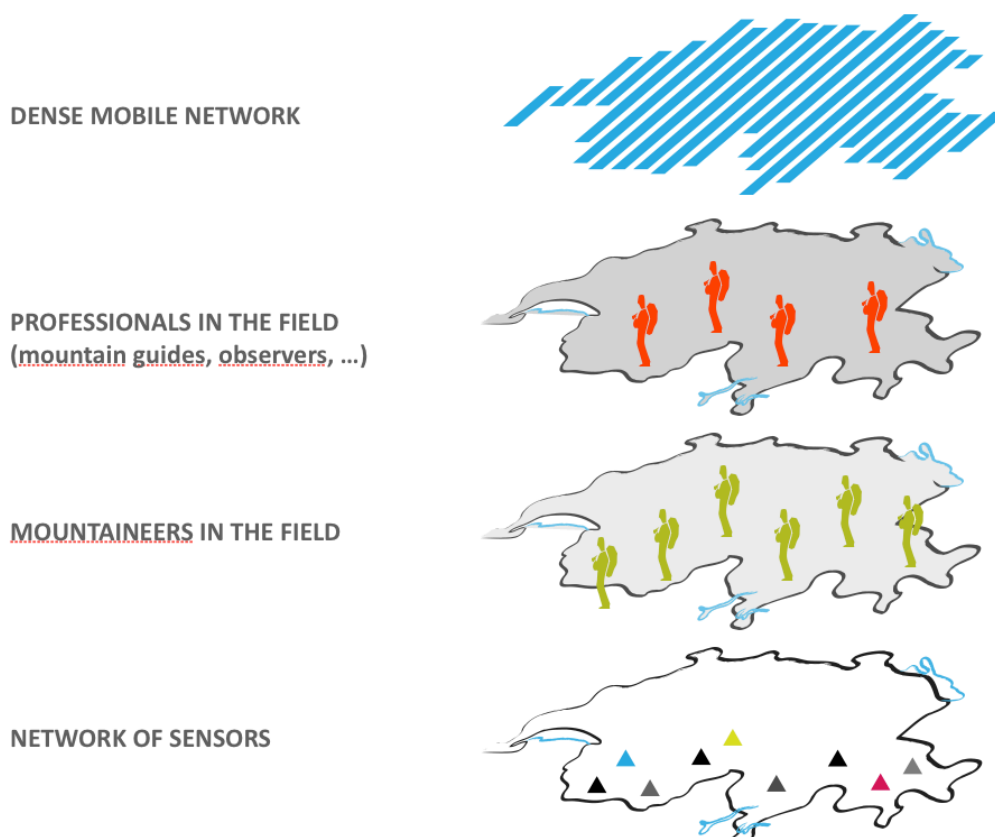 DENSE MOBILE NETWORK
PROFESSIONALS IN THE FIELD
(mountain guides, observers, ...)
MOUNTAINEERS IN THE FIELD
NETWORK OF SENSORS